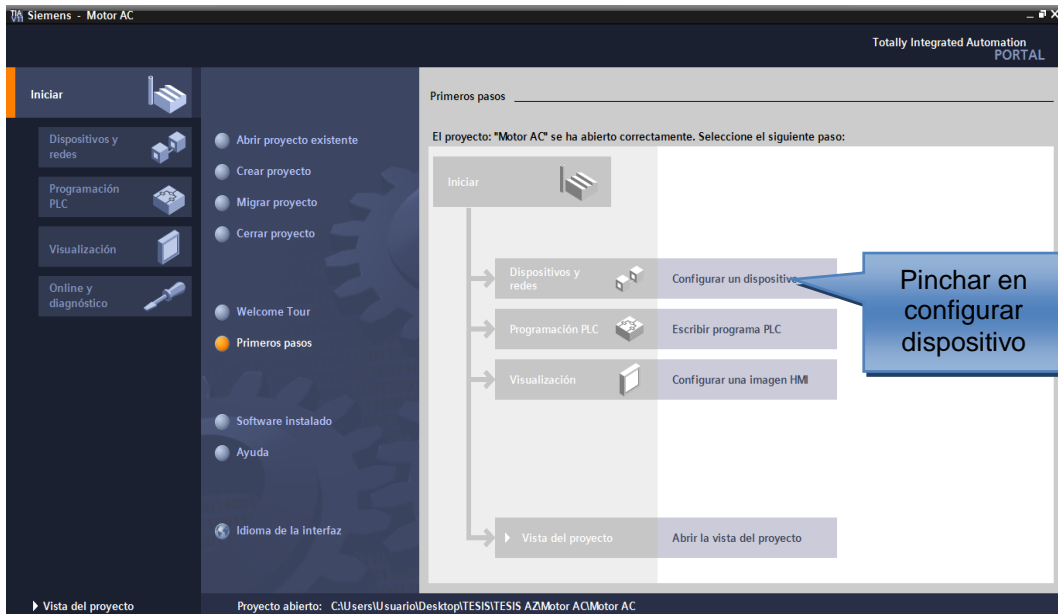 Siemens - Motor AC
Totally Integrated Automation
PORTAL
Iniciar
Dispositivos y
redes
Programación
PLC
Visualización
Online y
diagnóstico
Abrir proyecto existente
Crear proyecto
Migrar proyecto
Cerrar proyecto
Welcome Tour
Primeros pasos
Software instalado
Ayuda
Idioma de la interfaz
Primeros pasos
El proyecto: "Motor AC" se ha abierto correctamente. Seleccione el siguiente paso:
Iniciar
Dispositivos y
redes
Configurar un dispositivo
Programación PLC
Escribir programa PLC
Visualización
Configurar una imagen HMI
Vista del proyecto
Abrir la vista del proyecto
Pinchar en
configurar
dispositivo
Vista del proyecto
Proyecto abierto: C:\Users\Usuario\Desktop\TESIS\TESIS AZ\Motor AC\Motor AC